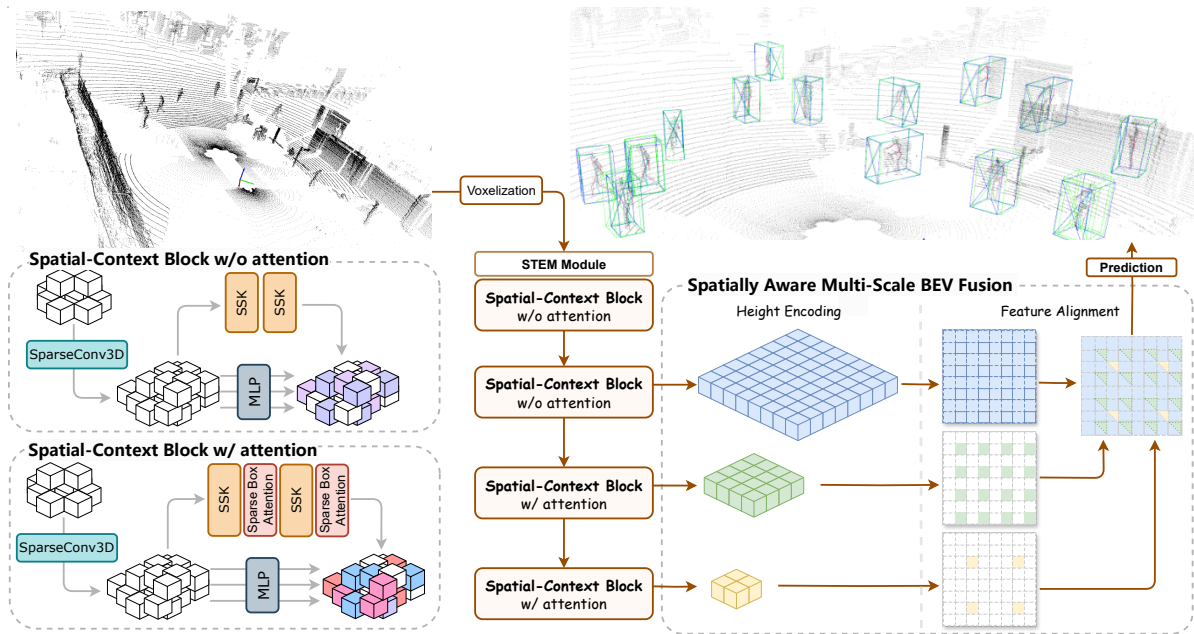 Voxelization
STEM Module
Spatial-Context Block
w/o attention
Spatial-Context Block
w/o attention
Spatial-Context Block
w/ attention
Spatial-Context Block
w/ attention
Spatial-Context Block w/o attention
SparseConv3D
SSK
SSK
MLP
Spatial-Context Block w/ attention
SparseConv3D
SSK
Sparse Box
Attention
SSK
Sparse Box
Attention
MLP
Prediction
Spatially Aware Multi-Scale BEV Fusion
Height Encoding
Feature Alignment